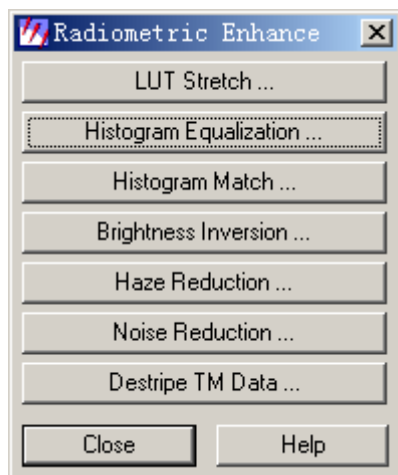 Radiometric Enhance
LUT Stretch ...
Histogram Equalization ...
Histogram Match ...
Brightness Inversion ...
Haze Reduction ...
Noise Reduction ...
Destripe TM Data ...
Close Help